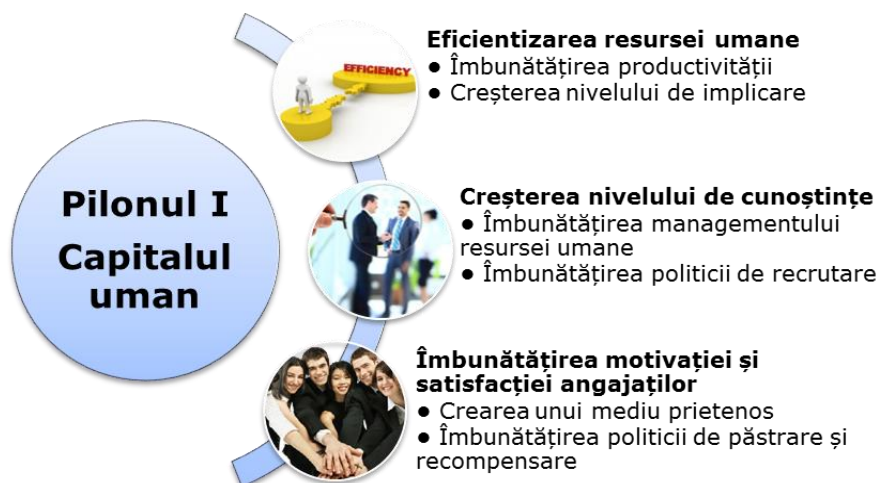 Pilonul I
Capitalul
uman
EFFICIENCY
Eficientizarea resursei umane
• Îmbunătățirea productivității
• Creșterea nivelului de implicare
Creșterea nivelului de cunoștințe
• Îmbunătățirea managementului
resursei umane
• Îmbunătățirea politicii de recrutare
Îmbunătățirea motivației și
satisfacției angajaților
• Crearea unui mediu prietenos
• Îmbunătățirea politicii de păstrare și
recompensare